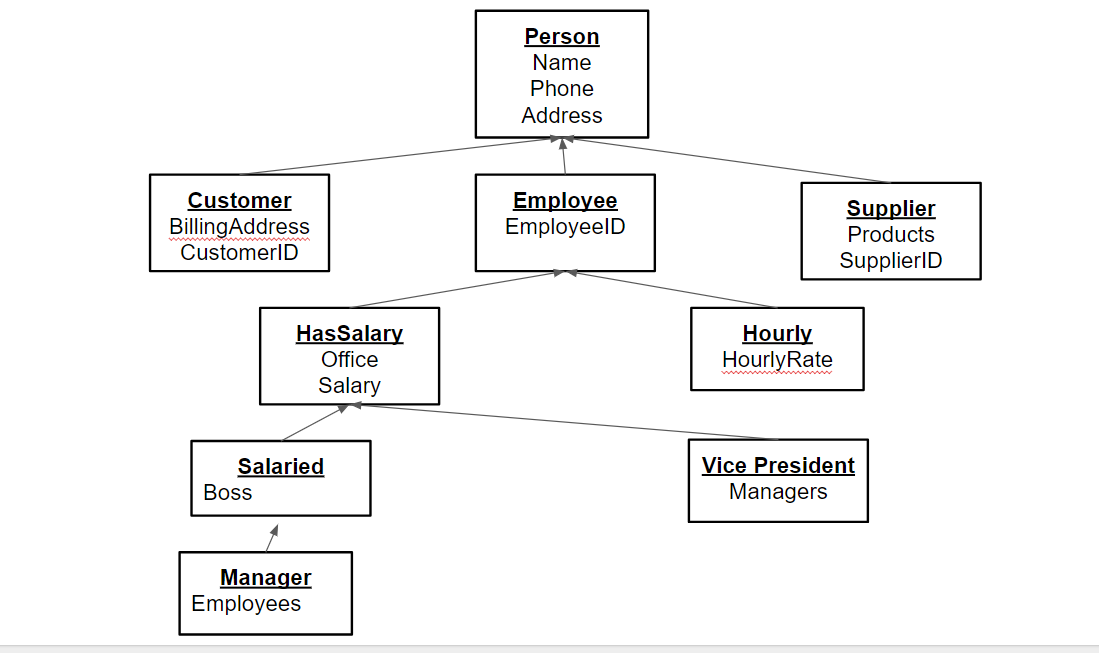 Person
Name
Phone
Address
Customer
BillingAddress
CustomerID
Employee
EmployeeID
Supplier
Products
SupplierID
HasSalary
Office
Salary
Hourly
HourlyRate
Salaried
Boss
Vice President
Managers
Manager
Employees